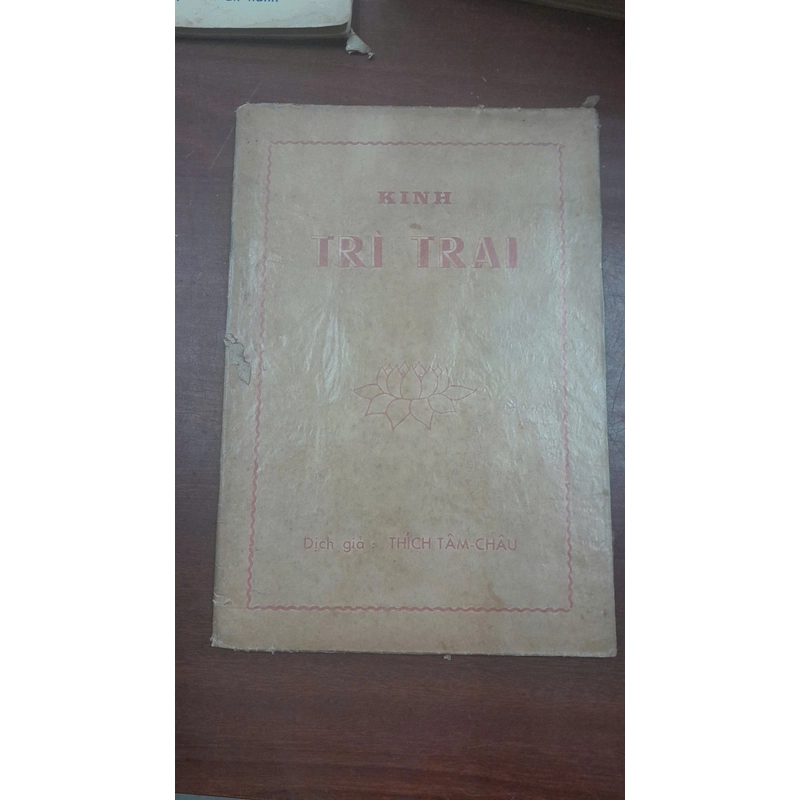 KINH
TRÌ TRAI
Dịch giả : THÍCH TÂM-CHÂU